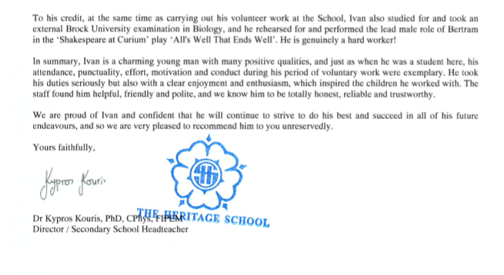 To his credit, at the same time as carrying out his volunteer work at the School, Ivan also studied for and took an
external Brock University examination in Biology, and he rehearsed for and performed the lead male role of Bertram
in the 'Shakespeare at Curium' play 'All's Well That Ends Well'. He is genuinely a hard worker!
In summary, Ivan is a charming young man with many positive qualities, and just as when he was a student here, his
attendance, punctuality, effort, motivation and conduct during his period of voluntary work were exemplary. He took
his duties seriously but also with a clear enjoyment and enthusiasm, which inspired the children he worked with. The
staff found him helpful, friendly and polite, and we know him to be totally honest, reliable and trustworthy.
We are proud of Ivan and confident that he will continue to strive to do his best and succeed in all of his future
endeavours, and so we are pleased to recommend him to you unreservedly.
Yours faithfully,
Kypros Kouris
THE HERITAGE SCHOOL
Dr Kypros Kouris, PhD, CPhys, FIPEM
Director / Secondary School Headteacher